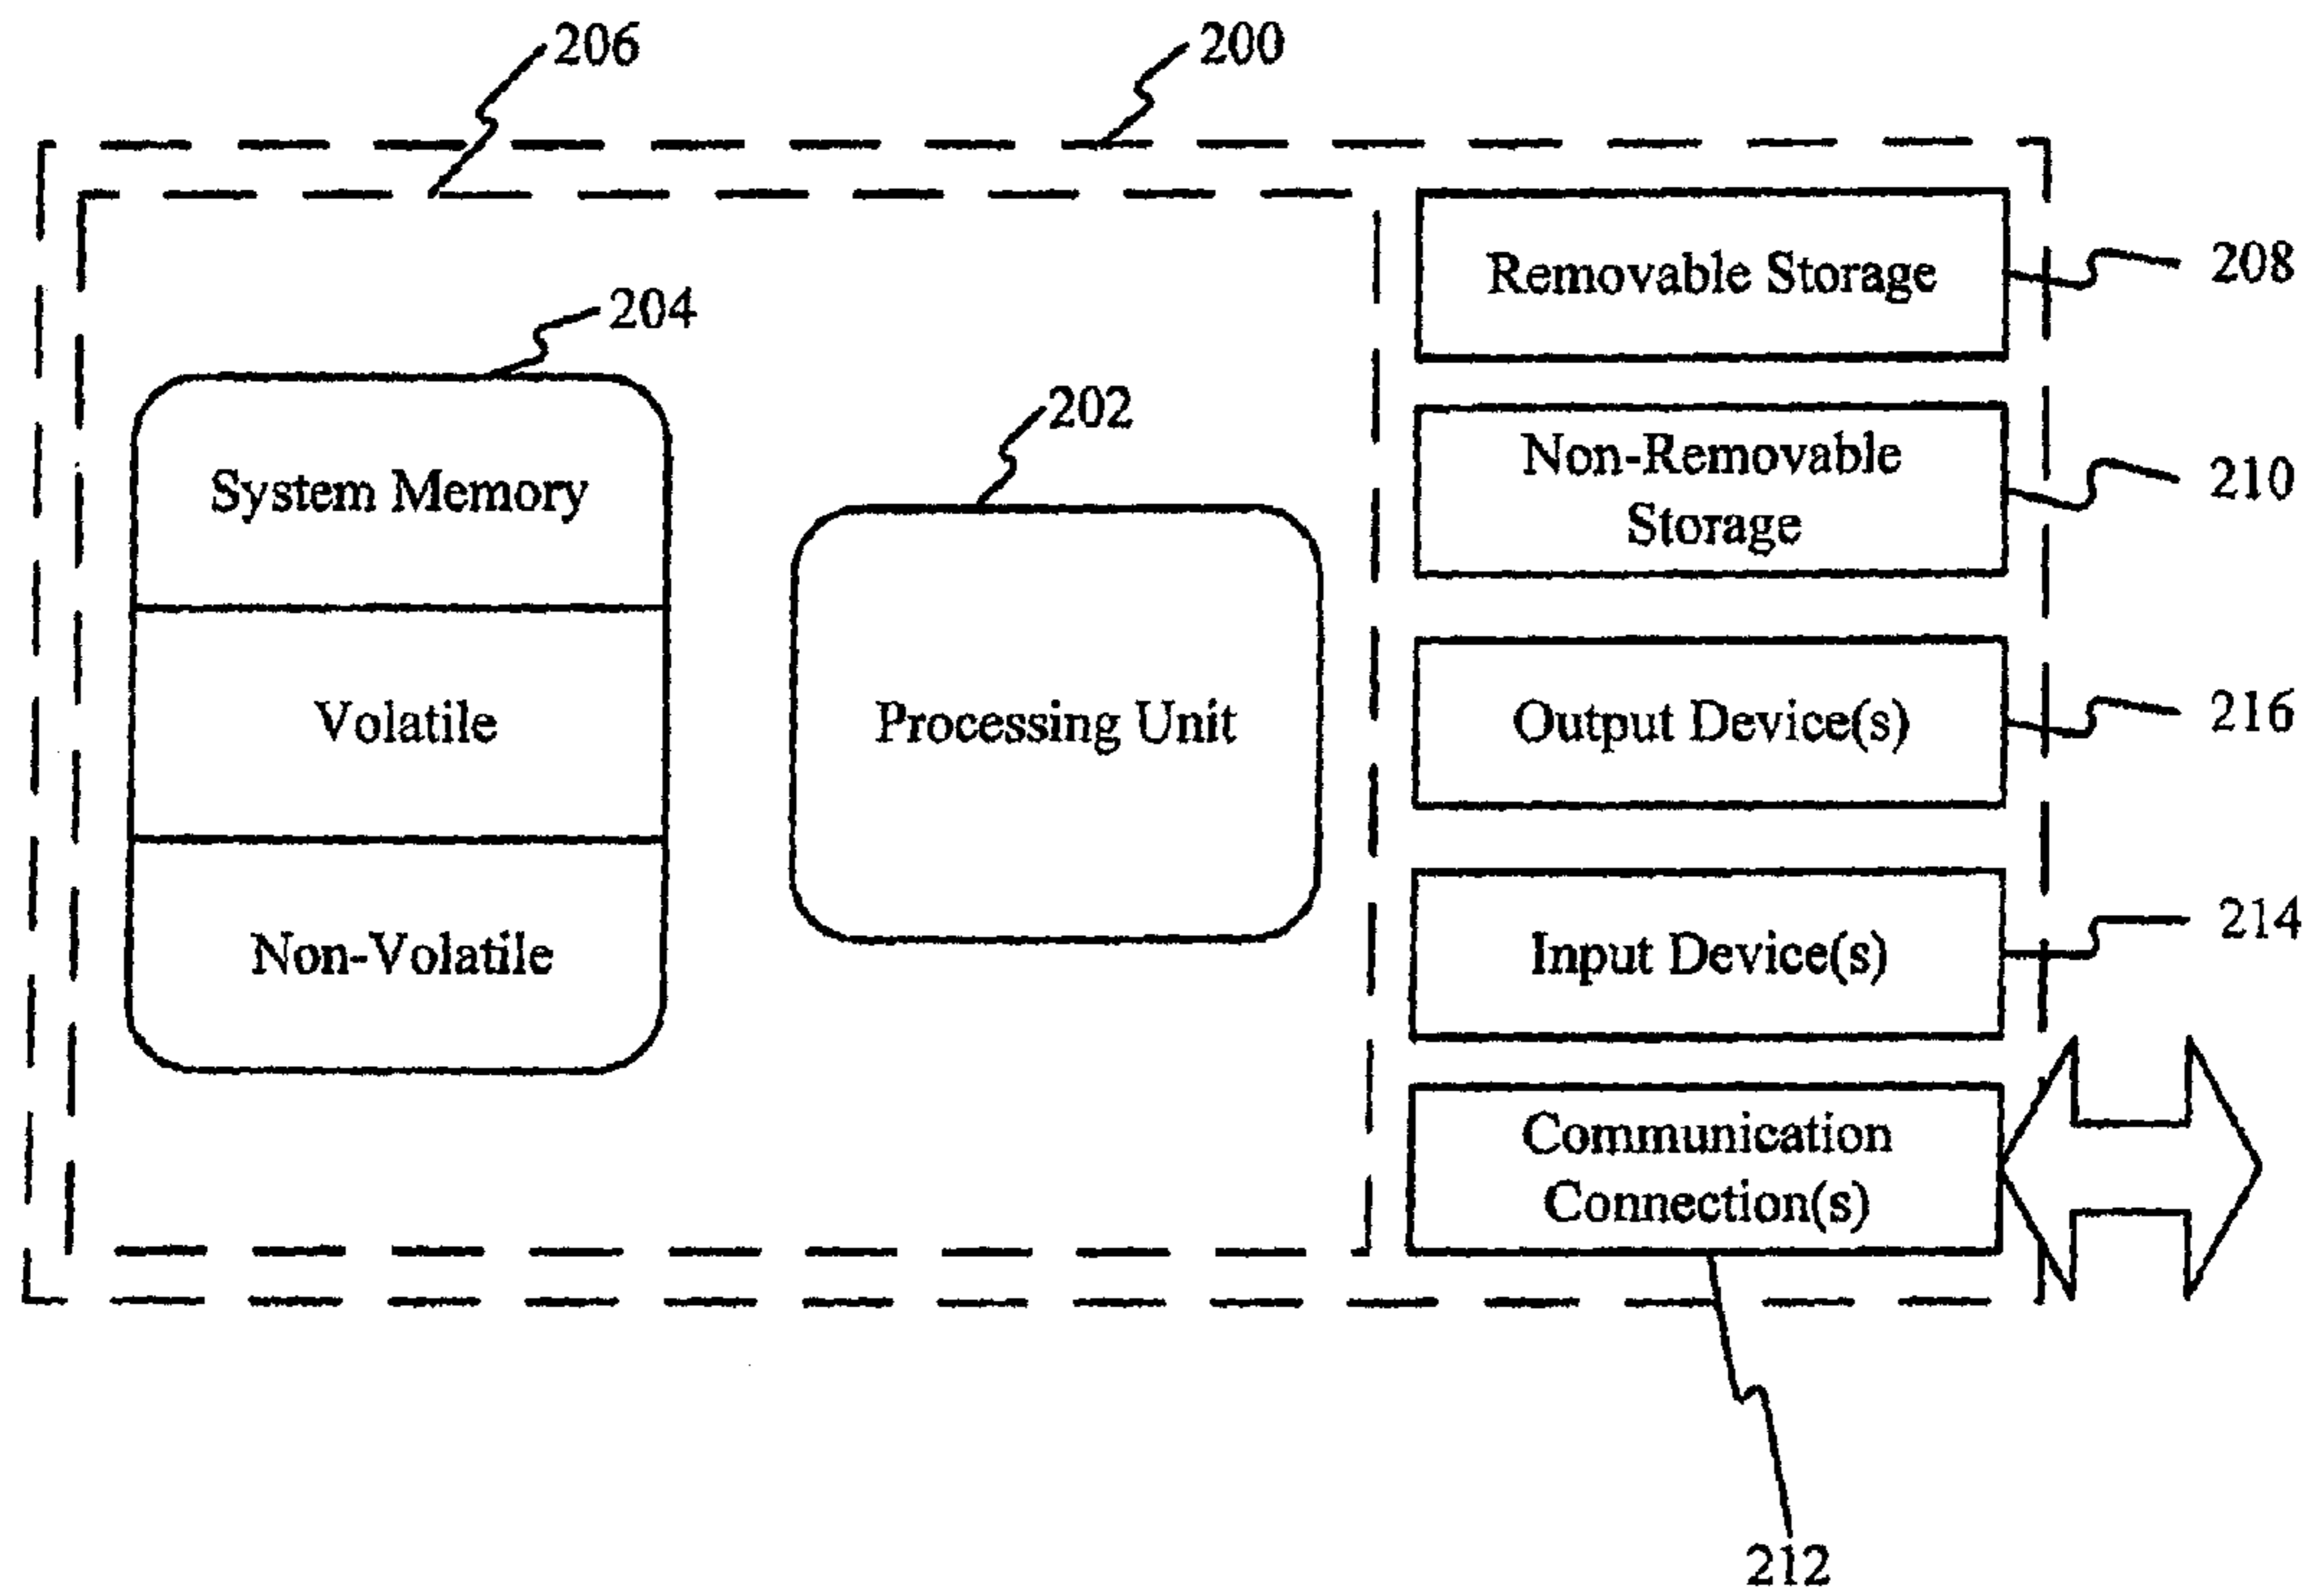 206
200
204
System Memory
Volatile
Non-Volatile
202
Processing Unit
Removable Storage
208
Non-Removable
Storage
210
Output Device(s)
216
Input Device(s)
214
Communication
Connection(s)
212